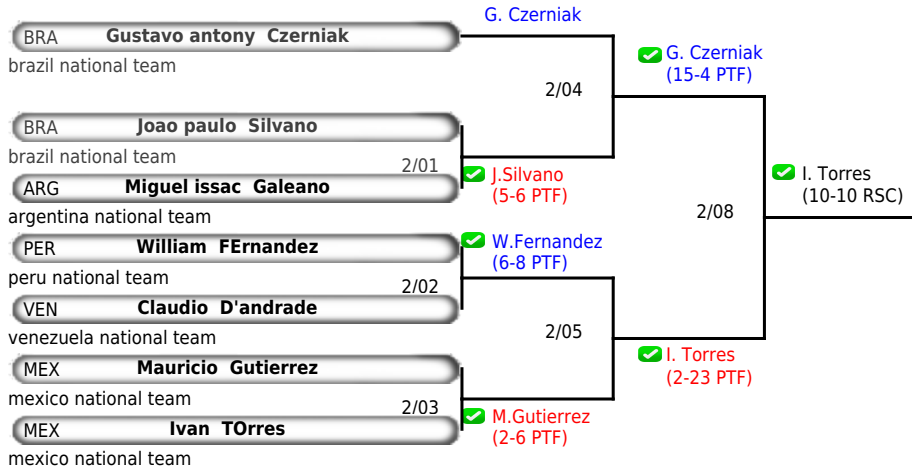 G. Czerniak
BRA Gustavo antony Czerniak
brazil national team
G. Czerniak
(15-4 PTF)
2/04
BRA Joao paulo Silvano
brazil national team
2/01
J.Silvano
(5-6 PTF)
ARG Miguel issac Galeano
argentina national team
I. Torres
(10-10 RSC)
2/08
PER William FErnandez
peru national team
W.Fernandez
(6-8 PTF)
2/02
VEN Claudio D'andrade
venezuela national team
2/05
I. Torres
(2-23 PTF)
MEX Mauricio Gutierrez
mexico national team
2/03
M.Gutierrez
(2-6 PTF)
MEX Ivan TOrres
mexico national team